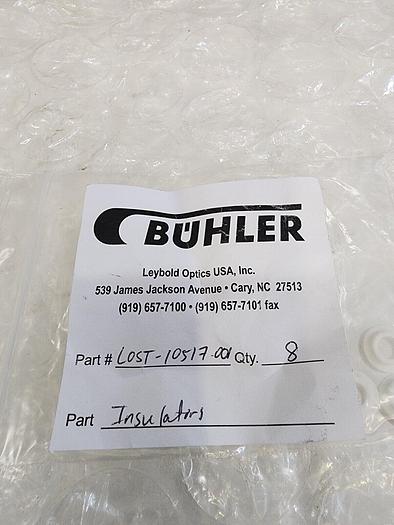 BÜHLER
Leybold Optics USA, Inc.
539 James Jackson Avenue • Cary, NC 27513
(919) 657-7100 • (919) 657-7101 fax
Part # LOST-10517-001 Qty. 8
Part Insulators